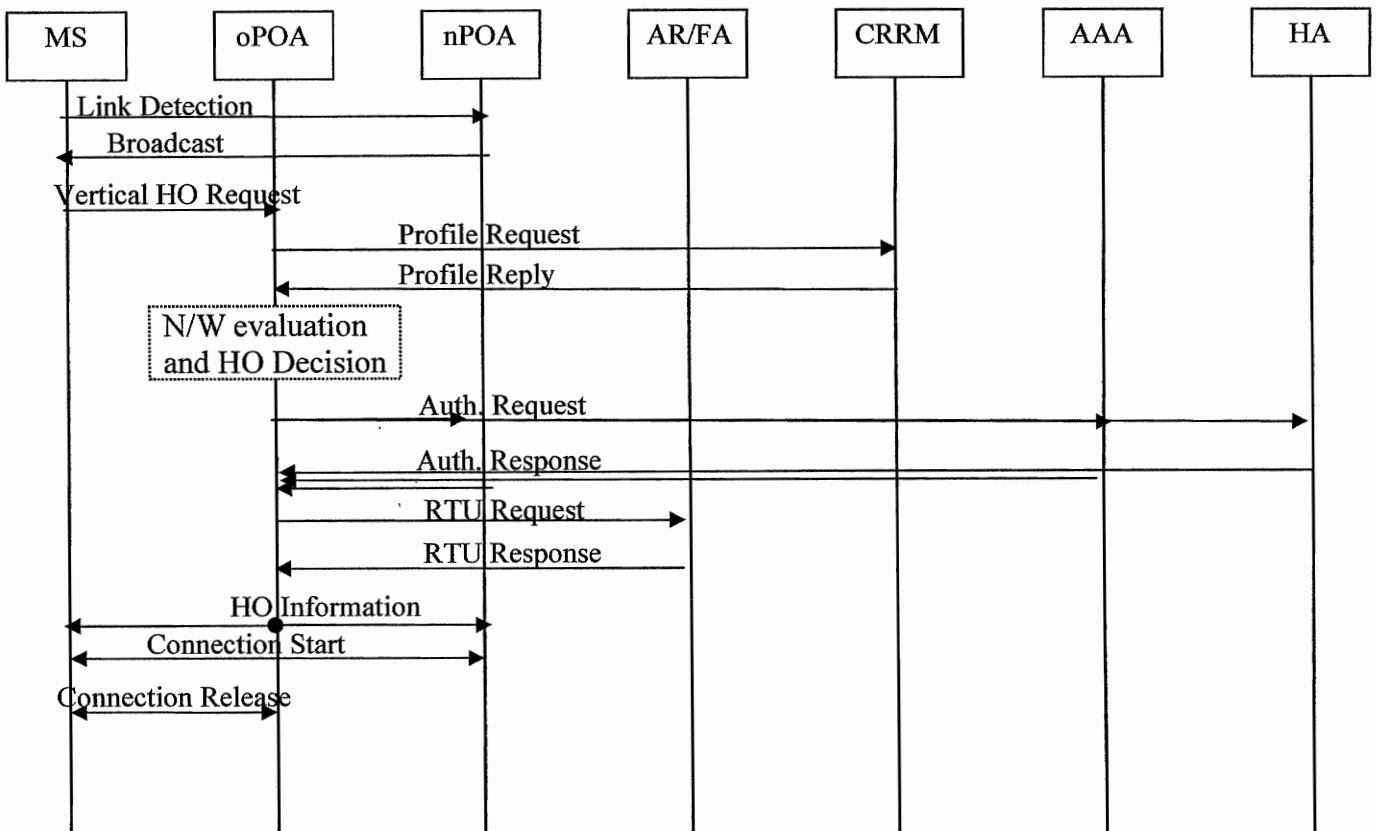 MS
oPOA
nPOA
AR/FA
CRRM
AAA
HA
Link Detection
Broadcast
Vertical HO Request
Profile Request
Profile Reply
N/W evaluation
and HO Decision
Auth. Request
Auth. Response
RTU Request
RTU Response
HO Information
Connection Start
Connection Release